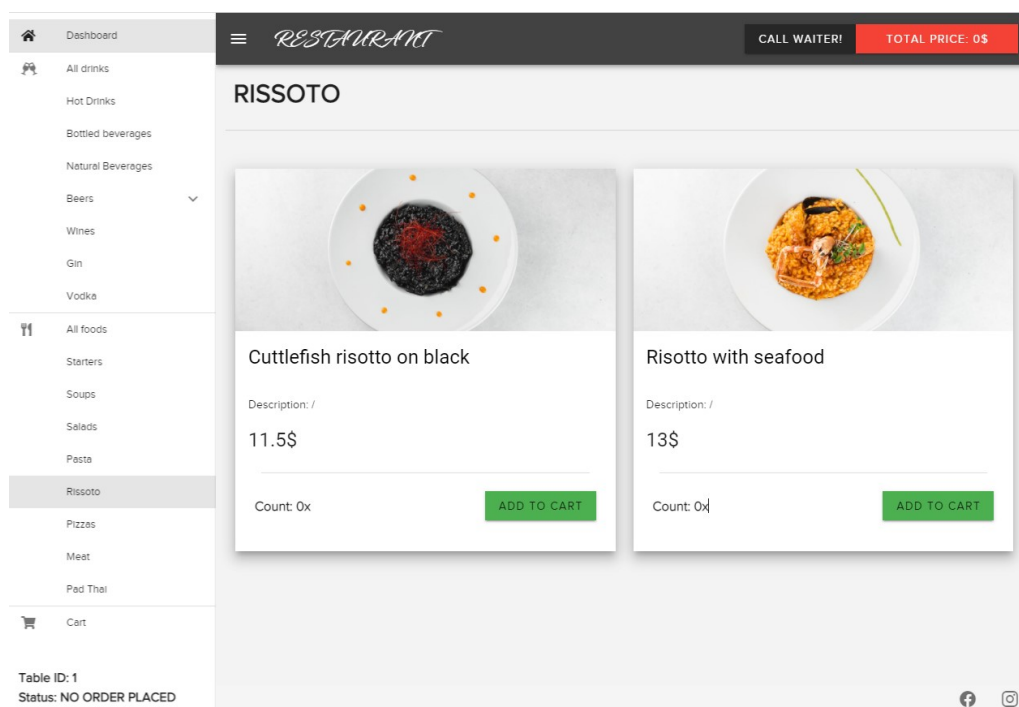 Dashboard
All drinks
Hot Drinks
Bottled beverages
Natural Beverages
Beers
Wines
Gin
Vodka
All foods
Starters
Soups
Salads
Pasta
Rissoto
Pizzas
Meat
Pad Thai
Cart
Table ID: 1
Status: NO ORDER PLACED
RESTAURANT
CALL WAITER!
TOTAL PRICE: 0$
RISSOTO
Cuttlefish risotto on black
Description: /
11.5$
Count: 0x
ADD TO CART
Risotto with seafood
Description: /
13$
Count: 0x
ADD TO CART